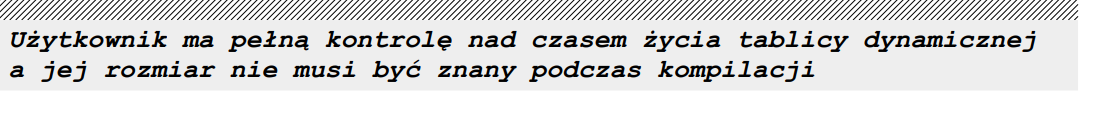 Użytkownik ma pełną kontrolę nad czasem życia tablicy dynamicznej
a jej rozmiar nie musi być znany podczas kompilacji